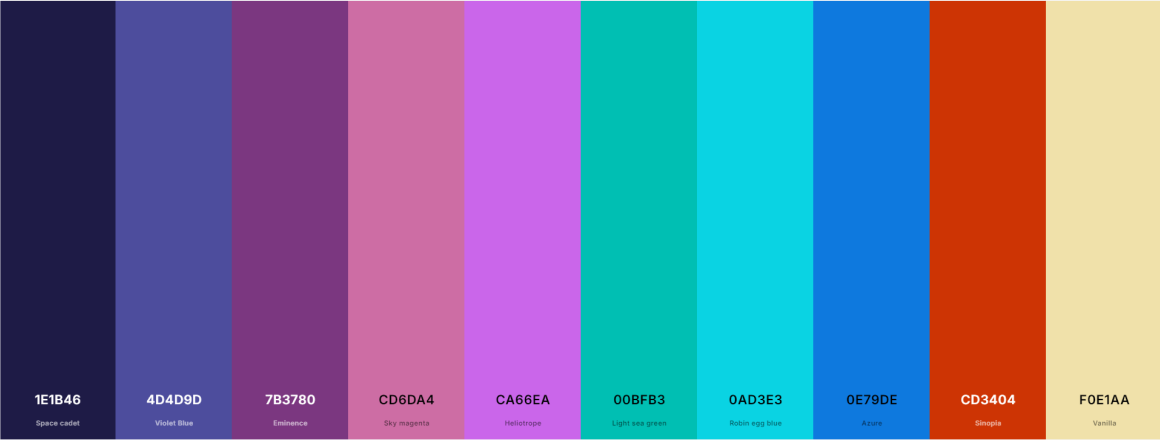 1E1B46 4D4D9D 7B3780 CD6DA4 CA66EA 00BFB3 0AD3E3 0E79DE CD3404 F0E1AA
Space cadet Violet Blue Eminence Sky magenta Heliotrope Light sea green Robin egg blue Azure Sinopia Vanilla